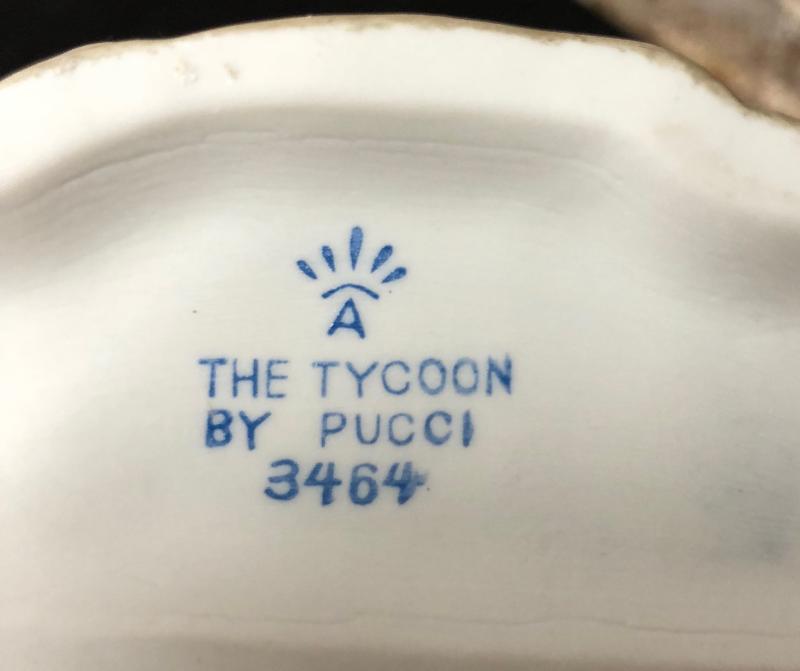 A
THE TYCOON
BY PUCCI
3464